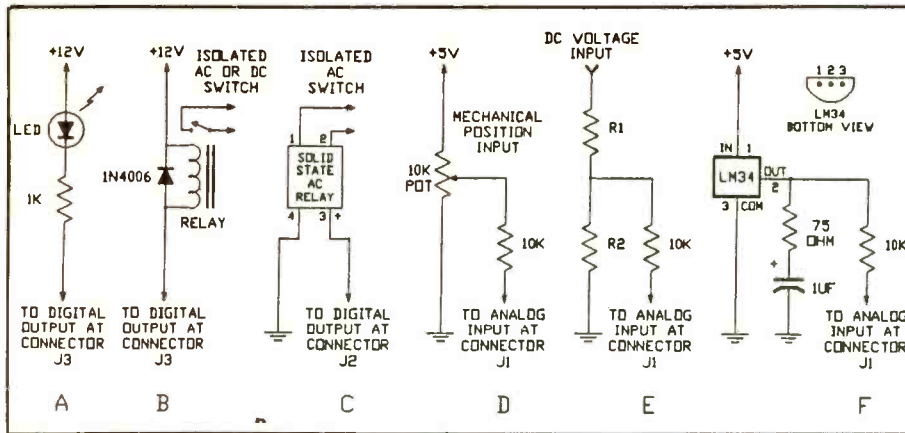 +12V
LED
1K
TO DIGITAL
OUTPUT AT
CONNECTOR
J3
A
+12V
ISOLATED
AC OR DC
SWITCH
1N4006
RELAY
TO DIGITAL
OUTPUT AT
CONNECTOR
J3
B
ISOLATED
AC
SWITCH
1 2
SOLID
STATE
AC
RELAY
4 3 +
TO DIGITAL
OUTPUT AT
CONNECTOR
J2
C
+5V
MECHANICAL
POSITION
INPUT
10K
POT
10K
TO ANALOG
INPUT AT
CONNECTOR
J1
D
DC VOLTAGE
INPUT
R1
R2
10K
TO ANALOG
INPUT AT
CONNECTOR
J1
E
+5V
1 2 3
LM34
BOTTOM VIEW
IN 1
LM34
OUT
2
3 COM
75
OHM
+
1UF
10K
TO ANALOG
INPUT AT
CONNECTOR
J1
F